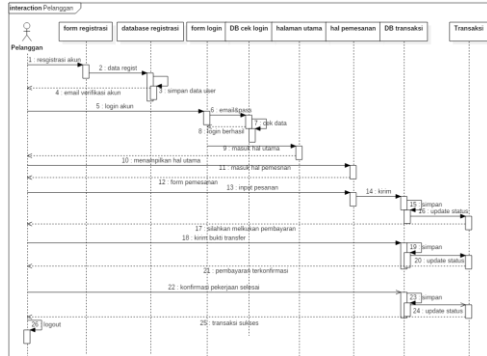 interaction Pelanggan
form registrasi
database registrasi
form login
DB cek login
halaman utama
hal pemesanan
DB transaksi
Transaksi
Pelanggan
1 : resgistrasi akun
2 : data regist
3 : simpan data user
4 : email verifikasi akun
5 : login akun
6 : email&pass
7 : cek data
8 : login berhasil
9 : masuk hal utama
10 : menampilkan hal utama
11 : masuk hal pemesnan
12 : form pemesanan
13 : input pesanan
14 : kirim
15 : simpan
16 : update status
17 : silahkan melkukan pembayaran
18 : kirim bukti transfer
19 : simpan
20 : update status
21 : pembayaran terkonfirmasi
22 : konfirmasi pekerjaan selesai
23 : simpan
24 : update status
25 : transaksi sukses
26 : logout